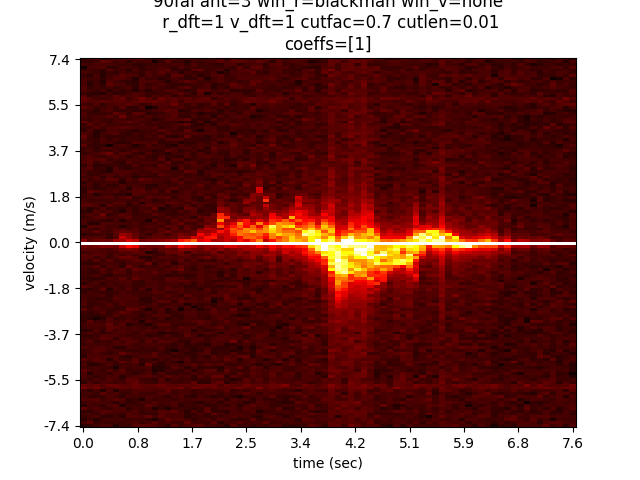 90fal ant=3 win_r=blackman win_v=none
r_dft=1 v_dft=1 cutfac=0.7 cutlen=0.01
coeffs=[1]
7.4
5.5
3.7
1.8
0.0
-1.8
-3.7
-5.5
-7.4
velocity (m/s)
0.0 0.8 1.7 2.5 3.4 4.2 5.1 5.9 6.8 7.6
time (sec)